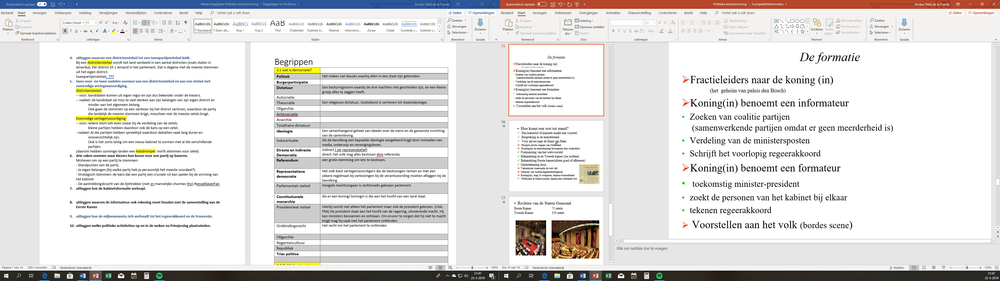 Automatisch opslaan
Maatschappijleer Politieke besluitvorming - Opgeslagen in OneDrive
Amber Nikki de la Fuente
Bestand Start Invoegen Ontwerpen Indeling Verwijzingen Verzendlijsten Controleren Beeld Help Vertel wat u wilt doen
Delen Opmerkingen
Plakken
Knippen
Kopiëren
Opmaak kopiëren/plakken
Calibri (Hoof 11
AaBbCcDc AaBbCcDc AaBbCc AaBbCcD AaB AaBbCcD AaBbCcDc AaBbCcDc AaBbCcDc AaBbCcDc AaBbCcDc AaBbCcDc AaBbCcDc
¶ Standaard ¶ Geen afs... Kop 1 Kop 2 Titel Ondertitel Subtiele b... Nadruk Intensieve... Zwaar Citaat Duidelijk c... Subtiele v...
Zoeken
Vervangen
Selecteren
Dicteren
Klembord Lettertype Alinea Stijlen Bewerken Spraak
4. uitleggen waarom een districtenstelsel tot een tweepartijenstelsel leidt.
Bij een districtenstelsel wordt het land verdeeld in een aantal districten (zoals staten in
Amerika). Per district zit 1 iemand in het parlement. Dat is degene met de meeste stemmen
uit het eigen district.
tweepartijenstelsel; ???
5. twee voor- en twee nadelen noemen van een districtenstelsel en van een stelsel met
evenredige vertegenwoordiging.
Districtenstelsel:
-- voor: kandidaten komen uit eigen regio en zijn dus bekender onder de kiezers.
-- nadeel: de kandidaat zal miss te veel denken aan zijn belangen van zijn eigen district en
minder aan het algemeen belang.
Ook gaan de stemmen op een verliezer bij het district verloren, waardoor de partij
die landelijk de meeste stemmen krijgt, misschien niet de meeste zetels krijgt.
Evenredige vertegenwoordiging:
-- voor: iedere stem telt even zwaar bij de verdeling van de zetels.
kleine partijen hebben daardoor ook de kans op een zetel.
- nadeel: Al die partijen hebben spreektijd waardoor debatten vaak lang duren en
onoverzichtelijk zijn.
Ook is het soms lastig om een nieuw kabinet te vormen met al die verschillende
partijen.
(daarom hebben sommige landen een kiesdrempel: min% stemmen voor zetel)
6. drie zaken noemen waar kiezers hun keuze voor een partij op baseren.
Motieven om op een partij te stemmen:
- Standpunten van de partij
- Je eigen belangen (bij welke partij heb je persoonlijk het meeste voordeel?)
- Strategisch stemmen: de kans dat een partij een cruciale rol kan spelen bij de vorming van
het kabinet
- De aantrekkingskracht van de lijsttrekker (niet zn mannelijke charmes tho) #JesseKlaverFan
7. uitleggen hoe de kabinetsformatie verloopt.
8. uitleggen waarom de informateur ook rekening moet houden met de samenstelling van de
Eerste Kamer.
9. uitleggen hoe de miljoenennota zich verhoudt tot het regeerakkoord en de troonrede.
10. uitleggen welke politieke activiteiten op en in de weken na Prinsjesdag plaatsvinden.
Begrippen
3.1 wat is democratie?
Politiek Het maken van keuzes waarbij allen in een staat zijn gebonden.
Burgerparticipatie
Dictatuur Een besturingsvorm waarbij de drie machten niet gescheiden zijn, en een kleine
groep alles te zeggen heeft.
Autocratie
Theocratie Een religieuze dictatuur. Godsdienst is verheven tot staatsideologie.
Oligarchie
Aristrocratie
Anarchie
Totalitaire dictatuur
Ideologie Een samenhangend geheel van ideeën over de mens en de gewenste inrichting
van de samenleving.
Indoctrinatie Als de bevolking een bepaalde ideologie aangeleerd krijgt door invloeden van
media, onderwijs en verenigingsleven.
Directe en Indirecte Indirect ( zie represenatatief)
Democratie direct: het volk mag alles beslissen dmv referenda
Referendum een grote stemming om iets te beslissen.
Representatieve Het volk kiest vertegenwoordigers die de beslissingen nemen en met een
democratie zekere regelmaat bij verkiezingen bij de verantwoording moeten afleggen bij de
bevolking
Parlementair stelsel Hoogste machtsorgaan is rechtsreeks gekozen parlement
Constitutionele Als er een koning/ koningin is die aan het hoofd van een land staat.
monarchie
Presidentieel stelsel Hierbij wordt niet alleen het parlement maar ook de president gekozen. (USA,
FRA) De president staat aan het hoofd van de regering, uitvoerende macht. Hij
kan ministers benoemen en ontslaan. Om ervoor te zorgen dat hij niet te macht
krijgt mag hij vaak niet het parlement ontbinden
Ontbindingsrecht Het recht om het parlement te ontbinden
Oligarchie
Regentencultuur
Republiek
Trias politica
Pagina 7 van 14 2651 woorden Nederlands (standaard) 100%
21:47
23-3-2019
Automatisch opslaan
Politieke besluitvorming - Compatibiliteitsmodus
Amber Nikki de la Fuente
Bestand Start Invoegen Ontwerpen Overgangen Animaties Diavoorstelling Controleren Beeld Help Vertel wat u wilt doen
Delen Opmerkingen
Plakken
Knippen
Kopiëren
Opmaak kopiëren/plakken
Nieuwe dia
Indeling
Opnieuw instellen
Sectie
12
Tekstrichting
Tekst uitlijnen
Converteren naar SmartArt
Schikken
Snelle stijlen
Vormopvulling
Vormcontour
Vormeffecten
Zoeken
Vervangen
Selecteren
Dicteren
Klembord Dia's Lettertype Alinea Tekenen Bewerken Spraak
15
De formatie
Fractieleiders naar de koning (in)
(het geheim van paleis den Bosch)
Koning(in) benoemt een informateur
Zoeken van coalitie partijen
(samenwerkende partijen omdat er geen meerderheid is)
Verdeling van de ministersposten
Schrijft het voorlopig regeerakkoord
Koning(in) benoemt een formateur
toekomstig minister-president
zoekt de personen van het kabinet bij elkaar
tekenen regeerakkoord
Voorstellen aan het volk (bordes scene)
16
• Hoe komt een wet tot stand?
Een kamerlid of minister maakt een voorstel
Bespreking in de ministerraad
Voor advies naar de Raad van State
Hoogste advies orgaan van Nederland
Koning(in) en meerderjarige kroonprins plus oudpolitici
Formulering van het wetsvoorstel
Behandeling in de Tweede kamer (zie rechten)
Behandeling Eerste kamer(alleen goed of afkeuren)
Ondertekening door;
Vakminister waaronder de wet valt
Minister van Justitie;legitimiteitbeginsel
Koning(in); mag 2x weigeren, daarna troonsafstand
Publicatie in Staatscourant; daarna een werkende wet
17
• Rechten van de Staten Generaal
Eerste Kamer 75 zetels
Tweede Kamer 150 zetels
De formatie
Fractieleiders naar de koning (in)
(het geheim van paleis den Bosch)
Koning(in) benoemt een informateur
• Zoeken van coalitie partijen
(samenwerkende partijen omdat er geen meerderheid is)
• Verdeling van de ministersposten
• Schrijft het voorlopig regeerakkoord
Koning(in) benoemt een formateur
• toekomstig minister-president
• zoekt de personen van het kabinet bij elkaar
• tekenen regeerakkoord
Voorstellen aan het volk (bordes scene)
Klik om notities toe te voegen
Dia 15 van 19 Nederlands (standaard) Notities 130%
21:47
23-3-2019